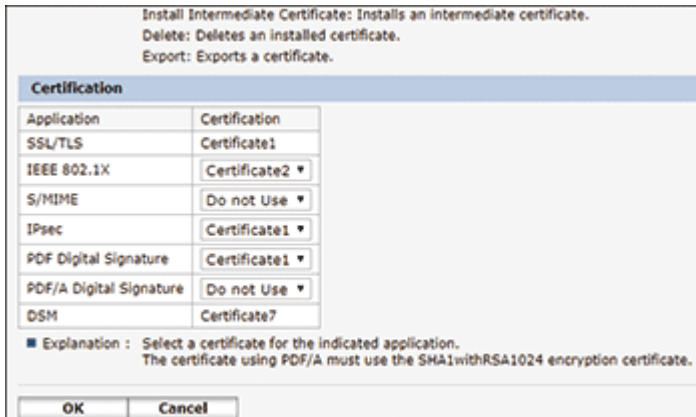 Install Intermediate Certificate: Installs an intermediate certificate.
Delete: Deletes an installed certificate.
Export: Exports a certificate.
Certification
Application Certification
SSL/TLS Certificate1
IEEE 802.1X Certificate2
S/MIME Do not Use
IPsec Certificate1
PDF Digital Signature Certificate1
PDF/A Digital Signature Do not Use
DSM Certificate7
Explanation : Select a certificate for the indicated application.
The certificate using PDF/A must use the SHA1withRSA1024 encryption certificate.
OK Cancel